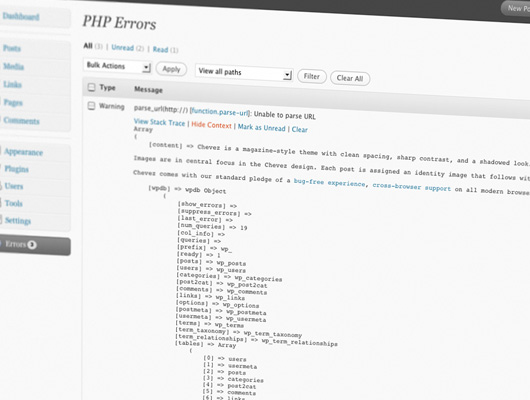 New Po
Dashboard
Posts
Media
Links
Pages
Comments
Appearance
Plugins
Users
Tools
Settings
Errors 3
PHP Errors
All (3) | Unread (2) | Read (1)
Bulk Actions Apply View all paths Filter Clear All
Type Message
Warning parse_url(http://) [function.parse-url]: Unable to parse URL
View Stack Trace | Hide Context | Mark as Unread | Clear
Array
(
[content] => Chevez is a magazine-style theme with clean spacing, sharp contrast, and a shadowed look
Images are in central focus in the Chevez design. Each post is assigned an identity image that follows wit
Chevez comes with our standard pledge of a bug-free experience, cross-browser support on all modern browse
[wpdb] => wpdb Object
(
[show_errors] =>
[suppress_errors] =>
[last_error] =>
[num_queries] => 19
[col_info] =>
[queries] =>
[prefix] => wp_
[ready] => 1
[posts] => wp_posts
[users] => wp_users
[categories] => wp_categories
[post2cat] => wp_post2cat
[comments] => wp_comments
[links] => wp_links
[options] => wp_options
[postmeta] => wp_postmeta
[usermeta] => wp_usermeta
[terms] => wp_terms
[term_taxonomy] => wp_term_taxonomy
[term_relationships] => wp_term_relationships
[tables] => Array
(
[0] => users
[1] => usermeta
[2] => posts
[3] => categories
[4] => post2cat
[5] => comments
[6] => links